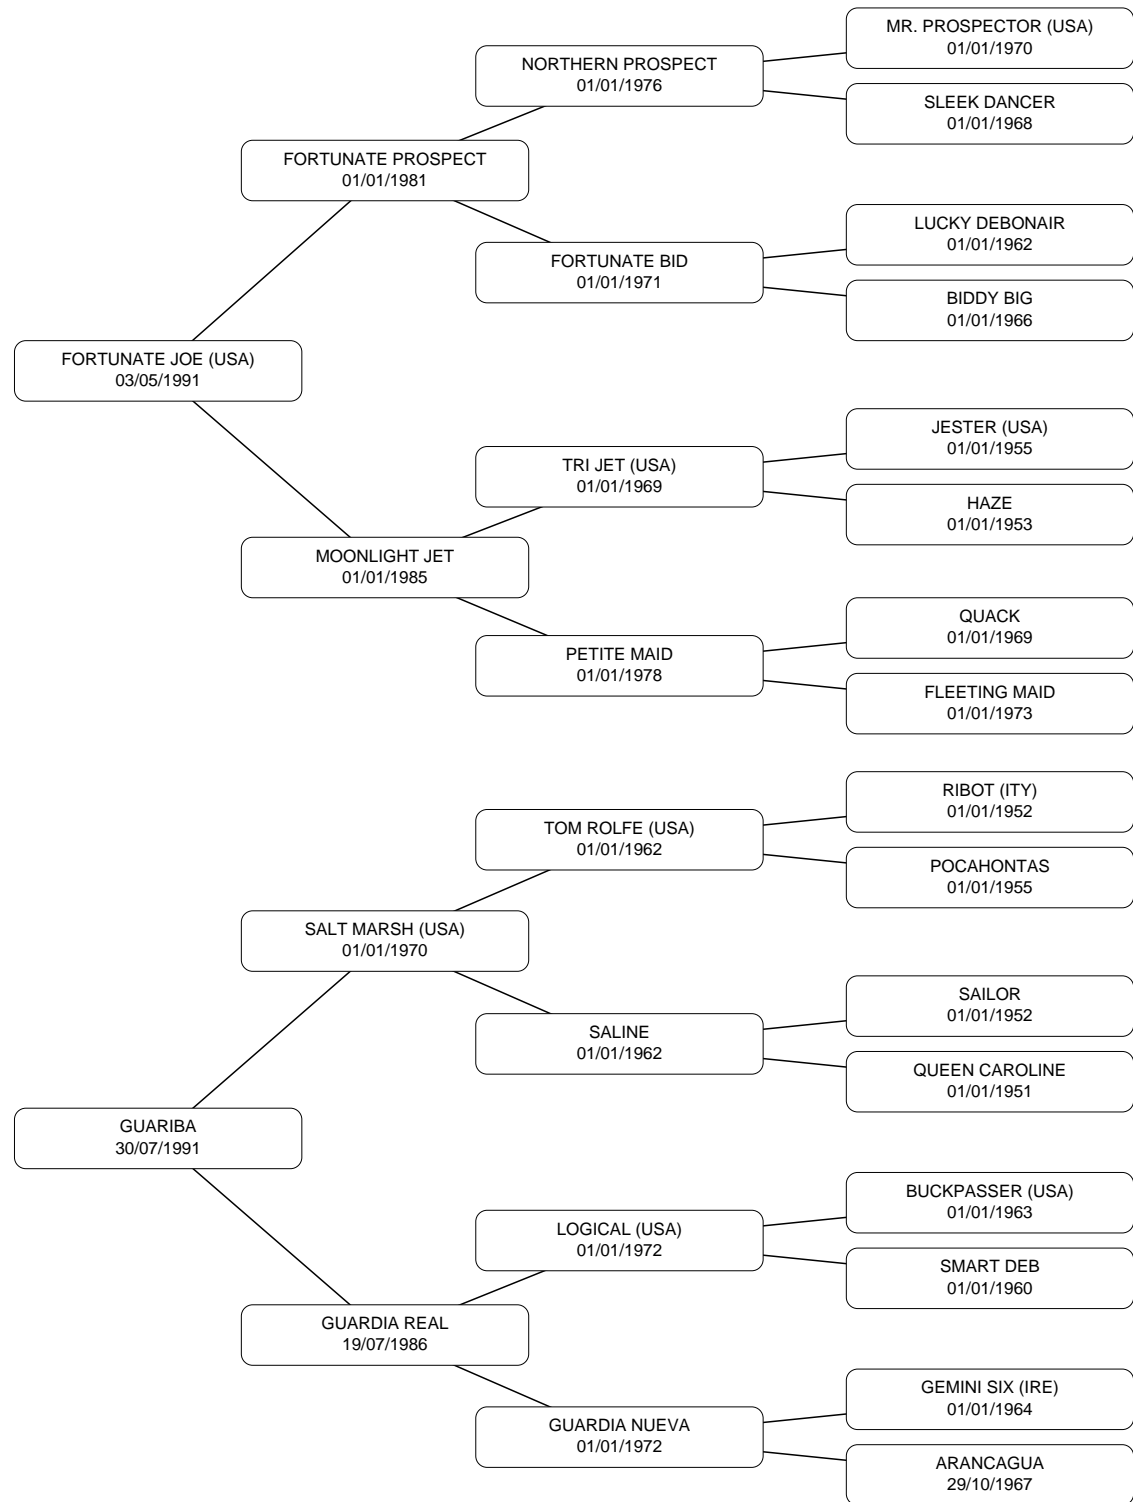 MR. PROSPECTOR (USA)
01/01/1970
NORTHERN PROSPECT
01/01/1976
SLEEK DANCER
01/01/1968
FORTUNATE PROSPECT
01/01/1981
LUCKY DEBONAIR
01/01/1962
FORTUNATE BID
01/01/1971
BIDDY BIG
01/01/1966
FORTUNATE JOE (USA)
03/05/1991
JESTER (USA)
01/01/1955
TRI JET (USA)
01/01/1969
HAZE
01/01/1953
MOONLIGHT JET
01/01/1985
QUACK
01/01/1969
PETITE MAID
01/01/1978
FLEETING MAID
01/01/1973
RIBOT (ITY)
01/01/1952
TOM ROLFE (USA)
01/01/1962
POCAHONTAS
01/01/1955
SALT MARSH (USA)
01/01/1970
SAILOR
01/01/1952
SALINE
01/01/1962
QUEEN CAROLINE
01/01/1951
GUARIBA
30/07/1991
BUCKPASSER (USA)
01/01/1963
LOGICAL (USA)
01/01/1972
SMART DEB
01/01/1960
GUARDIA REAL
19/07/1986
GEMINI SIX (IRE)
01/01/1964
GUARDIA NUEVA
01/01/1972
ARANCAGUA
29/10/1967